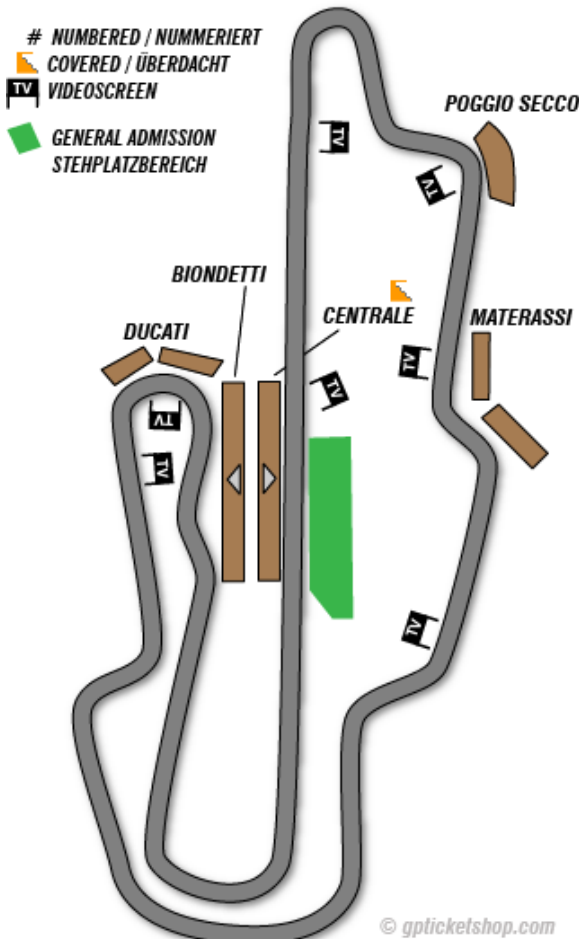 # NUMBERED / NUMMERIERT
COVERED / ÜBERDACHT
TV VIDEOSCREEN
GENERAL ADMISSION
STEHPLATZBEREICH
POGGIO SECCO
TV
TV
BIONDETTI
CENTRALE
MATERASSI
DUCATI
TV
TV
TV
TV
TV
© gpticketshop.com